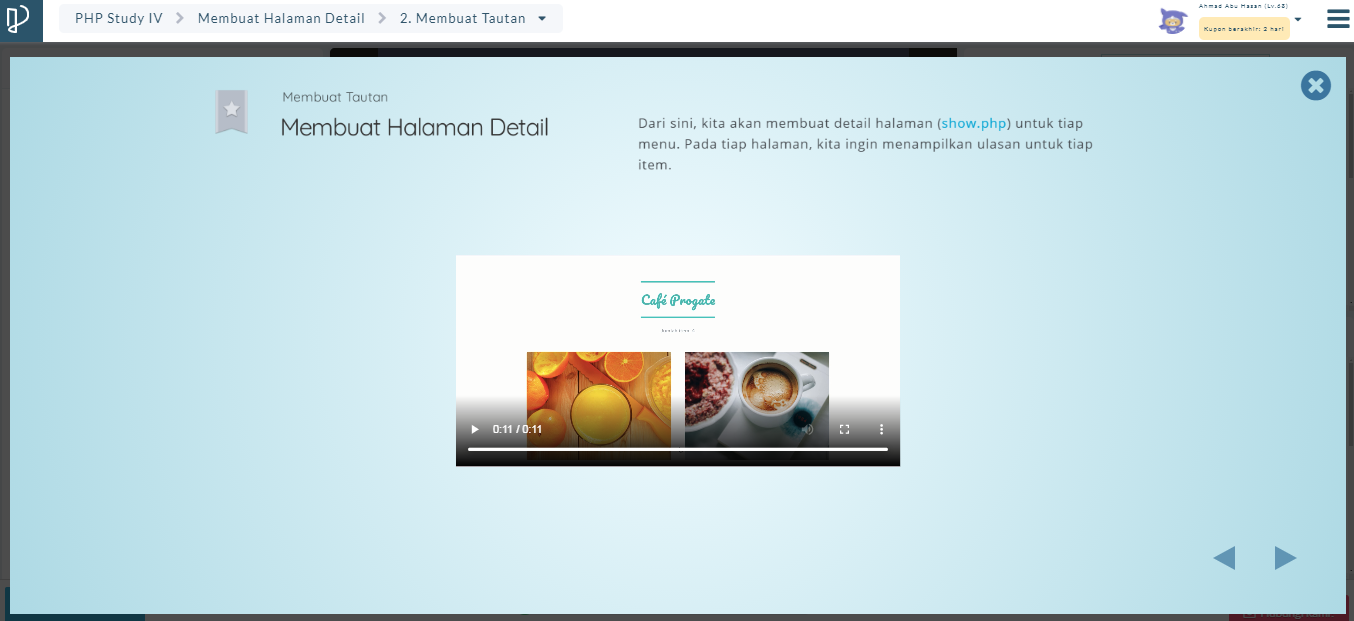 PHP Study IV
Membuat Halaman Detail
2. Membuat Tautan
Ahmad Abu Hasan (Lv.68)
Kupon berakhir: 2 hari
Membuat Tautan
Membuat Halaman Detail
Dari sini, kita akan membuat detail halaman (show.php) untuk tiap
menu. Pada tiap halaman, kita ingin menampilkan ulasan untuk tiap
item.
Café Progate
0:11 / 0:11